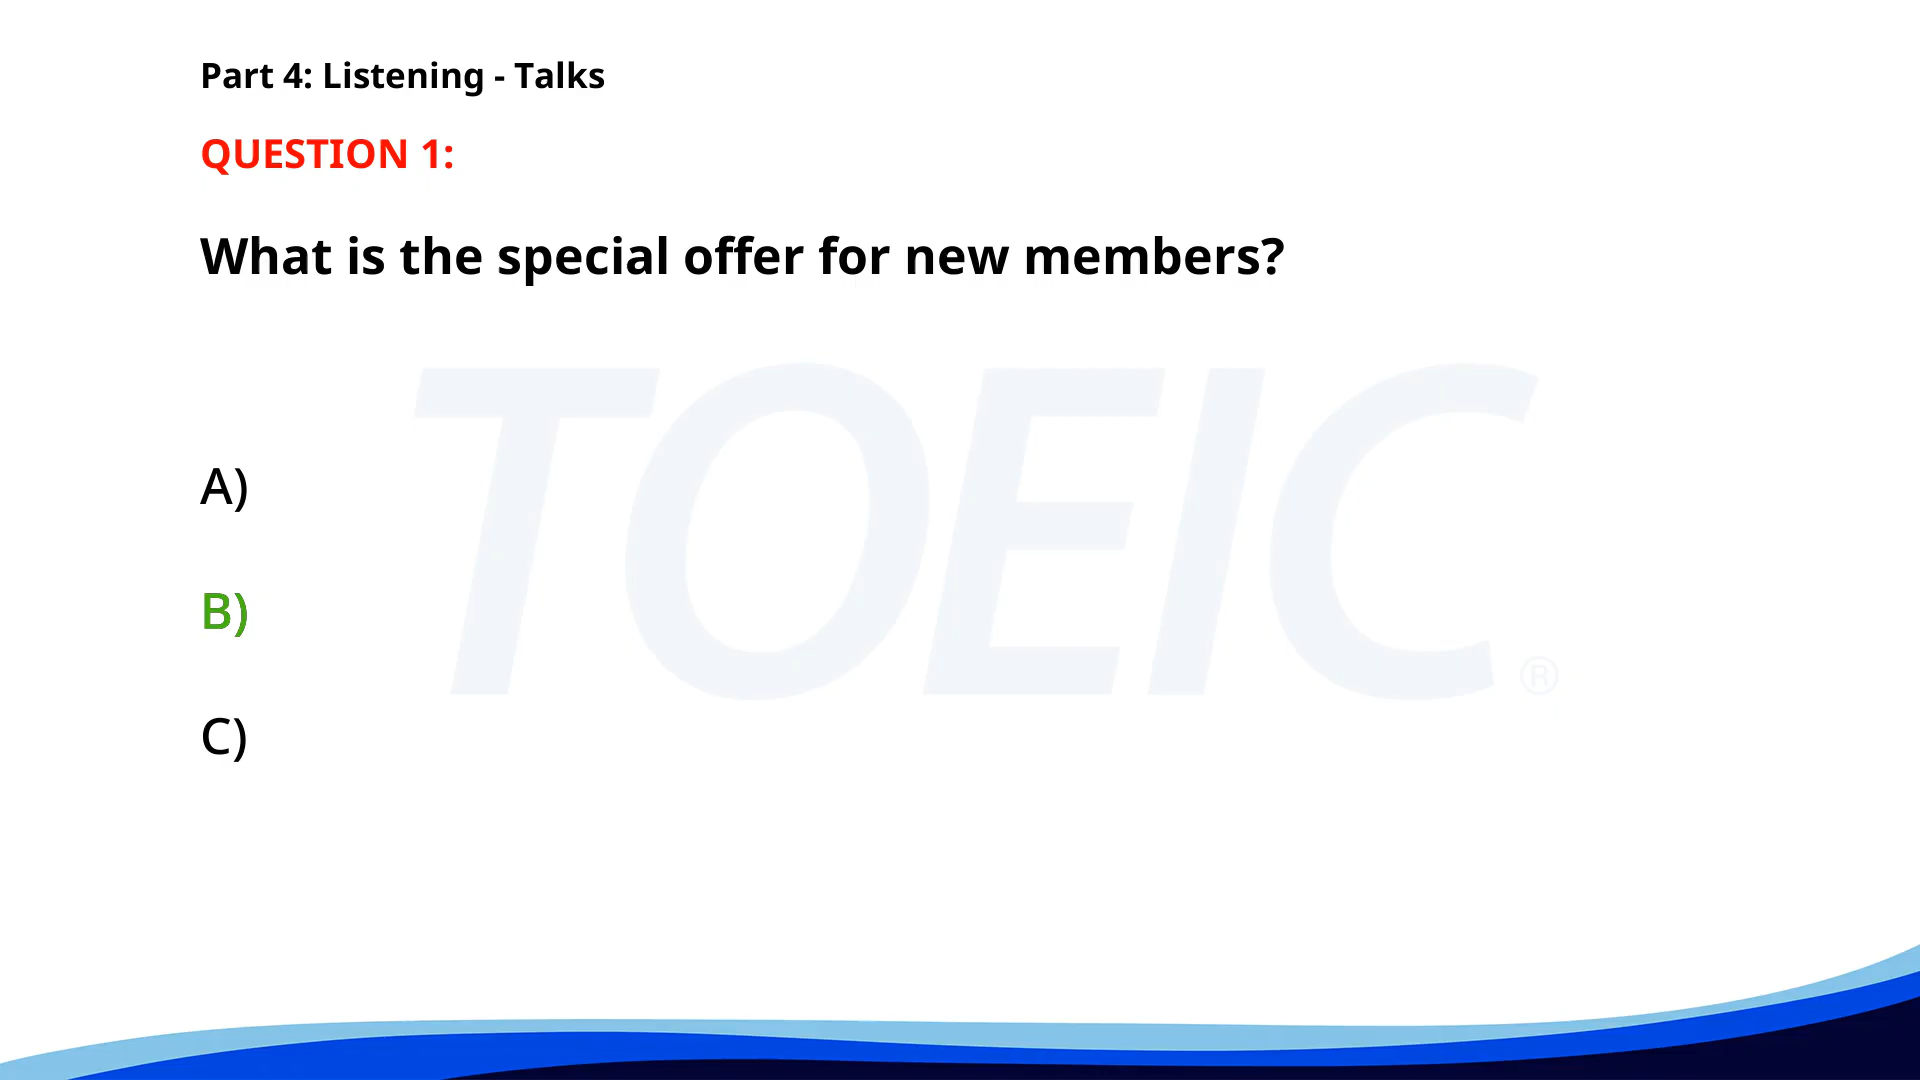 Part 4: Listening - Talks
QUESTION 1:
What is the special offer for new members?
TOEIC®
A)
B)
C)